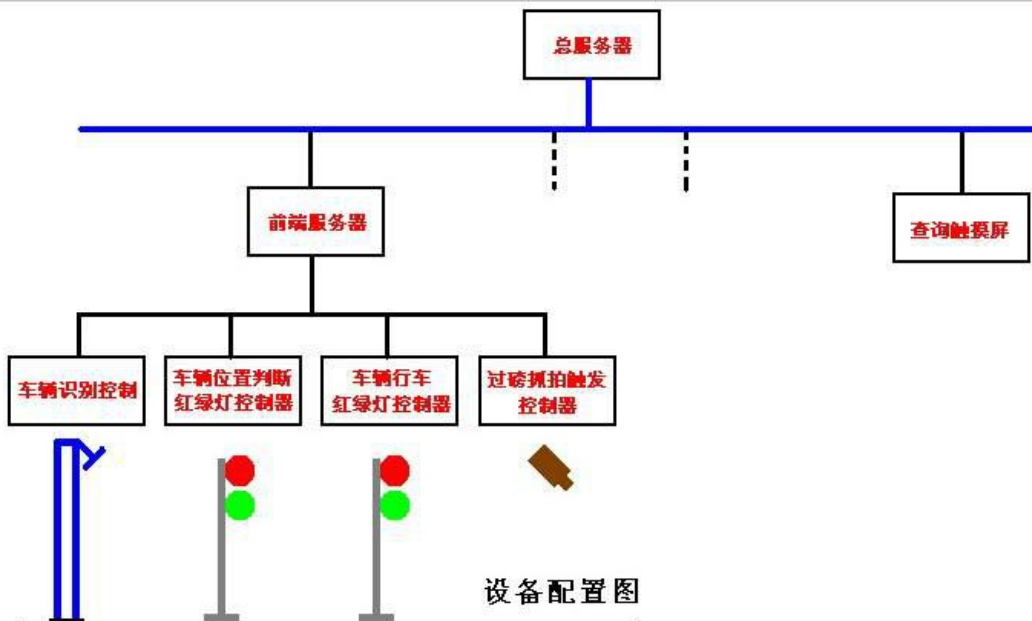 总服务器
前端服务器
查询触摸屏
车辆识别控制
车辆位置判断
红绿灯控制器
车辆行车
红绿灯控制器
过磅抓拍触发
控制器
设备配置图